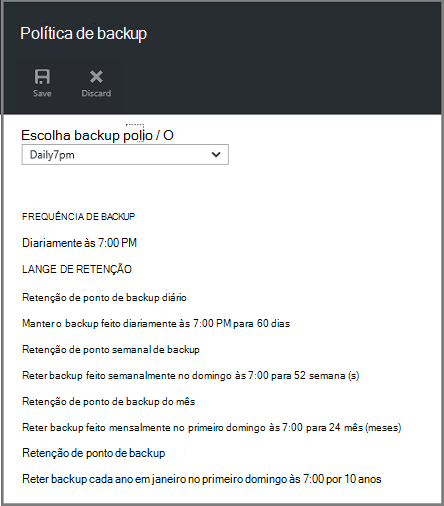 Política de backup
Save Discard
Escolha backup polio / O
Daily7pm
FREQUÊNCIA DE BACKUP
Diariamente às 7:00 PM
LANGE DE RETENÇÃO
Retenção de ponto de backup diário
Manter o backup feito diariamente às 7:00 PM para 60 dias
Retenção de ponto semanal de backup
Reter backup feito semanalmente no domingo às 7:00 para 52 semana (s)
Retenção de ponto de backup do mês
Reter backup feito mensalmente no primeiro domingo às 7:00 para 24 mês (meses)
Retenção de ponto de backup
Reter backup cada ano em janeiro no primeiro domingo às 7:00 por 10 anos